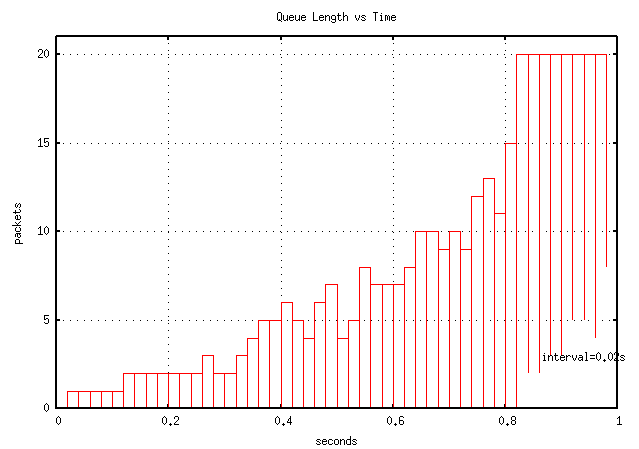 Queue Length vs Time
20
15
10
5
0
packets
interval=0.02s
0 0.2 0.4 0.6 0.8 1
seconds